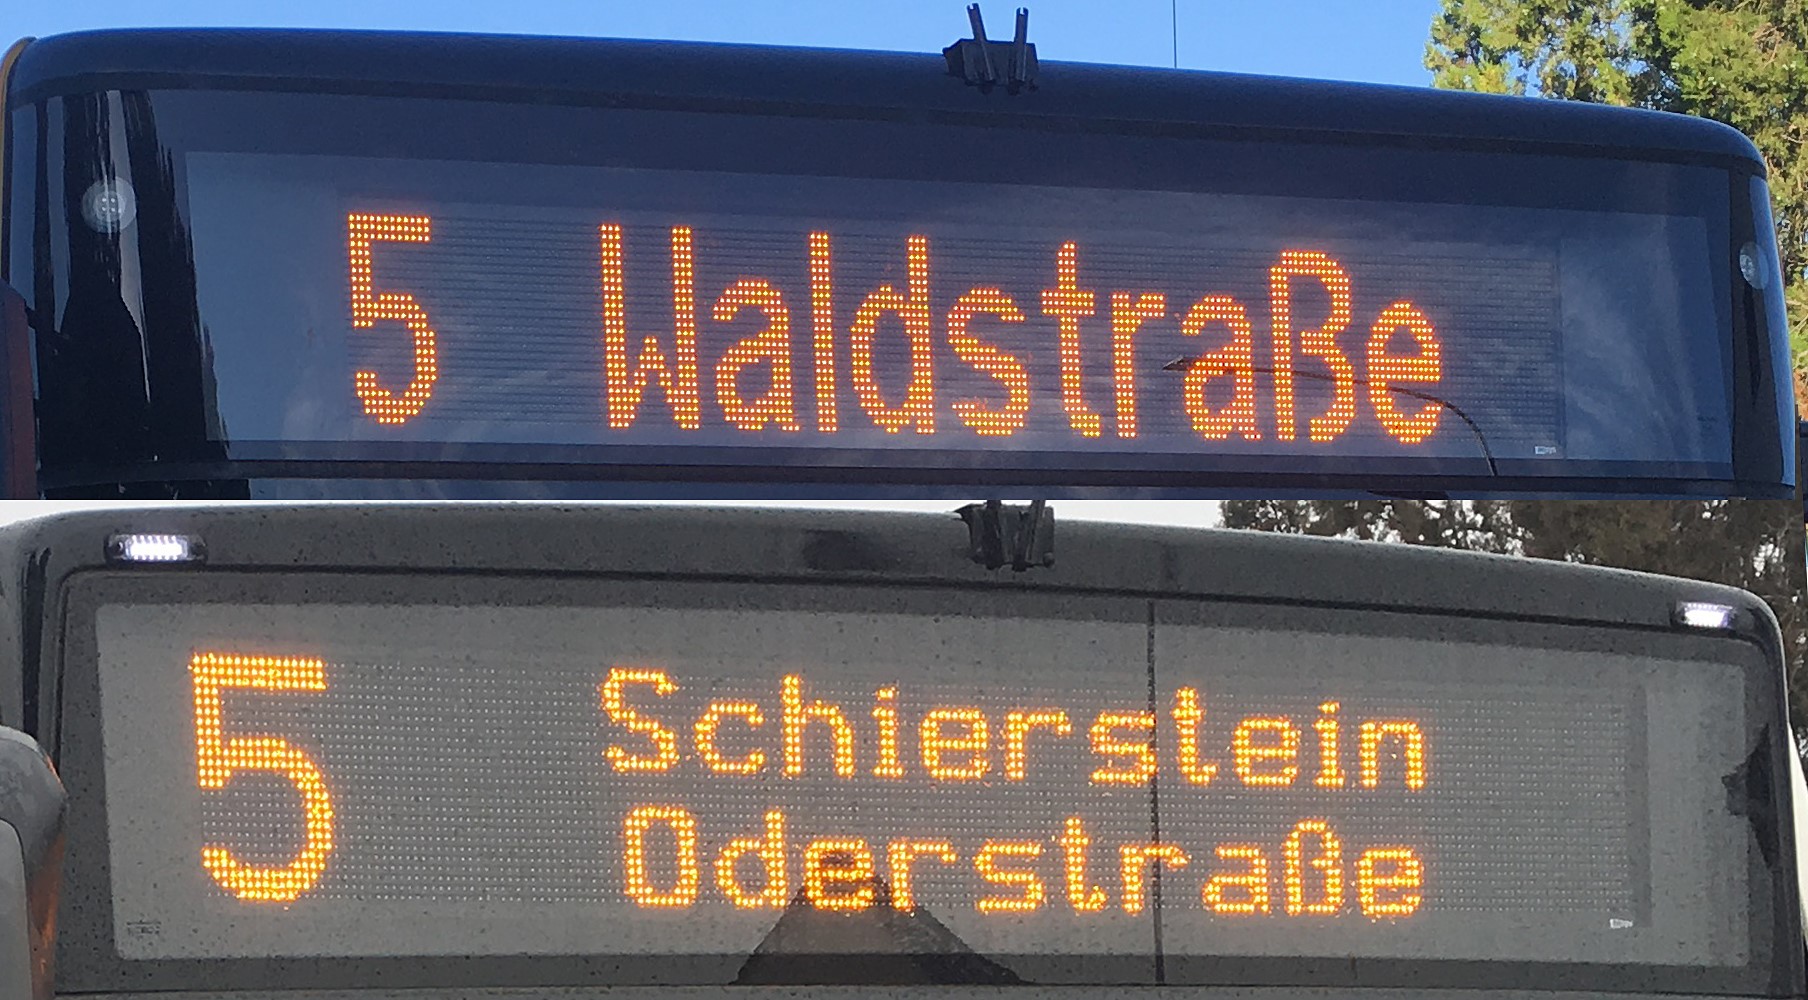 5 Waldstraße
5 Schierstein
Oderstraße